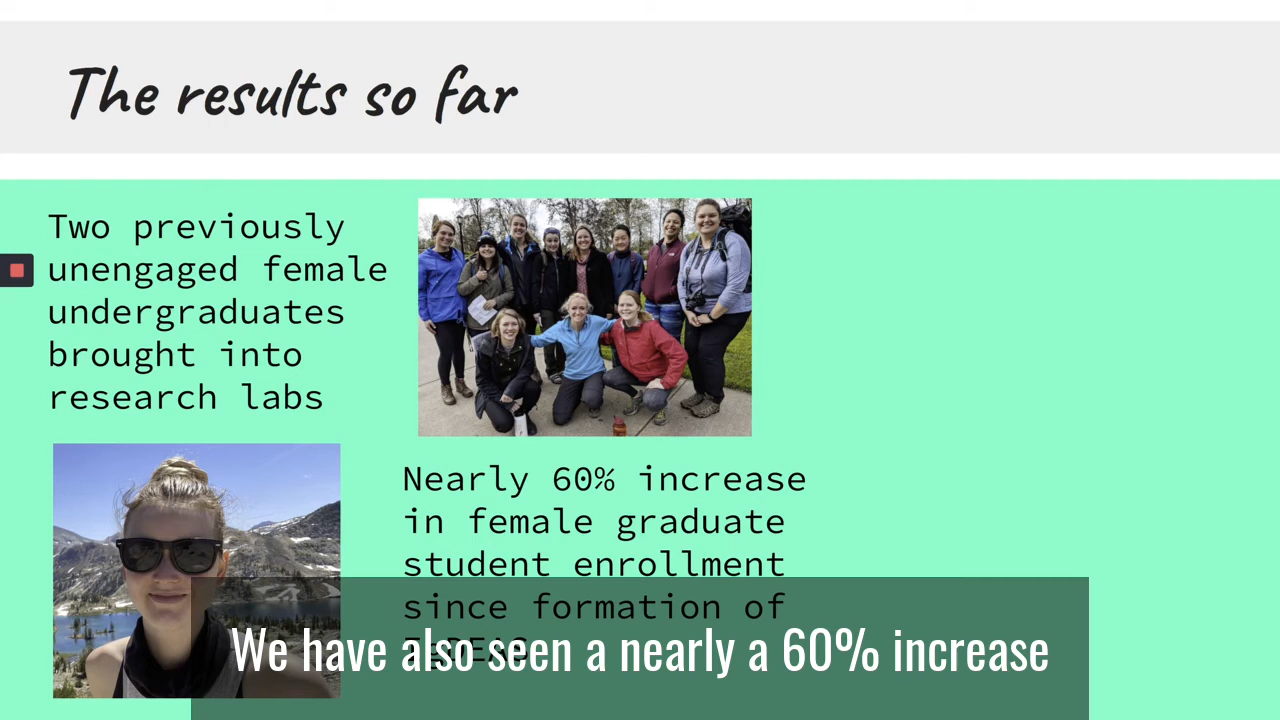 The results so far
Two previously
unengaged female
undergraduates
brought into
research labs
Nearly 60% increase
in female graduate
student enrollment
since formation of
We have also seen a nearly a 60% increase